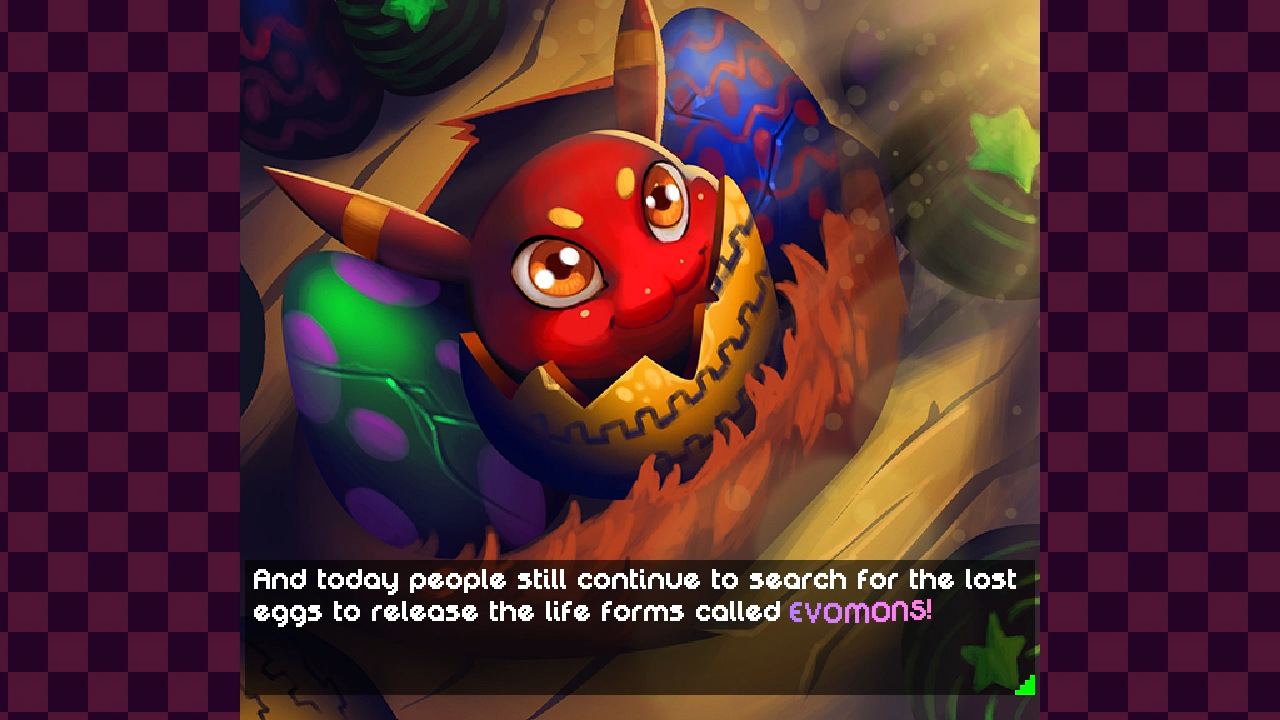 And today people still continue to search for the lost
eggs to release the life forms called EVOMONS!